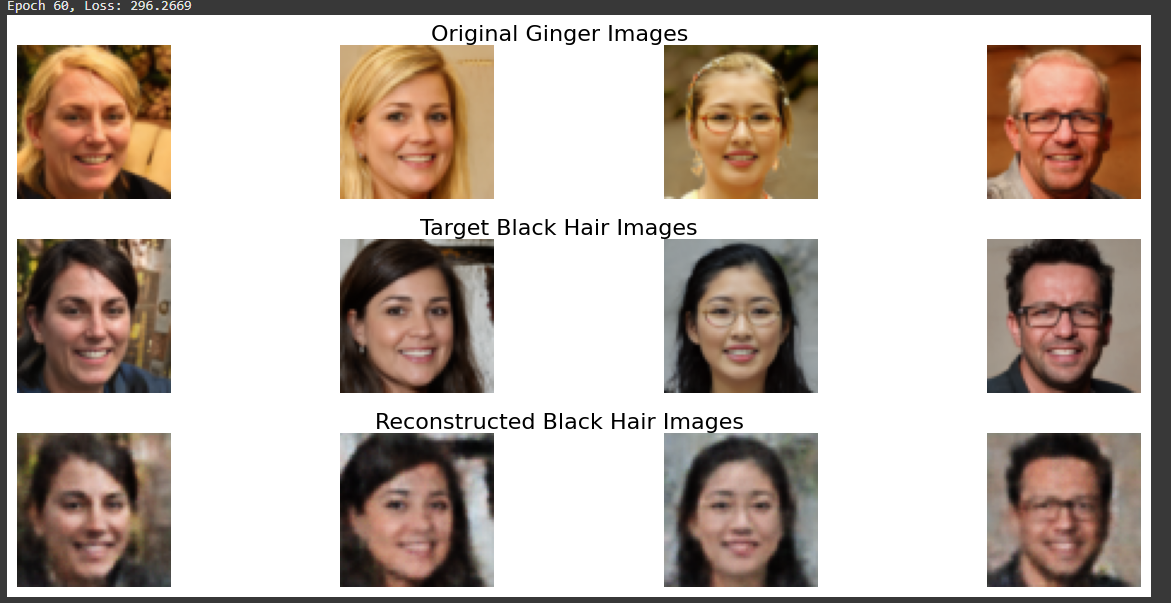 Epoch 60, Loss: 296.2669
Original Ginger Images
Target Black Hair Images
Reconstructed Black Hair Images